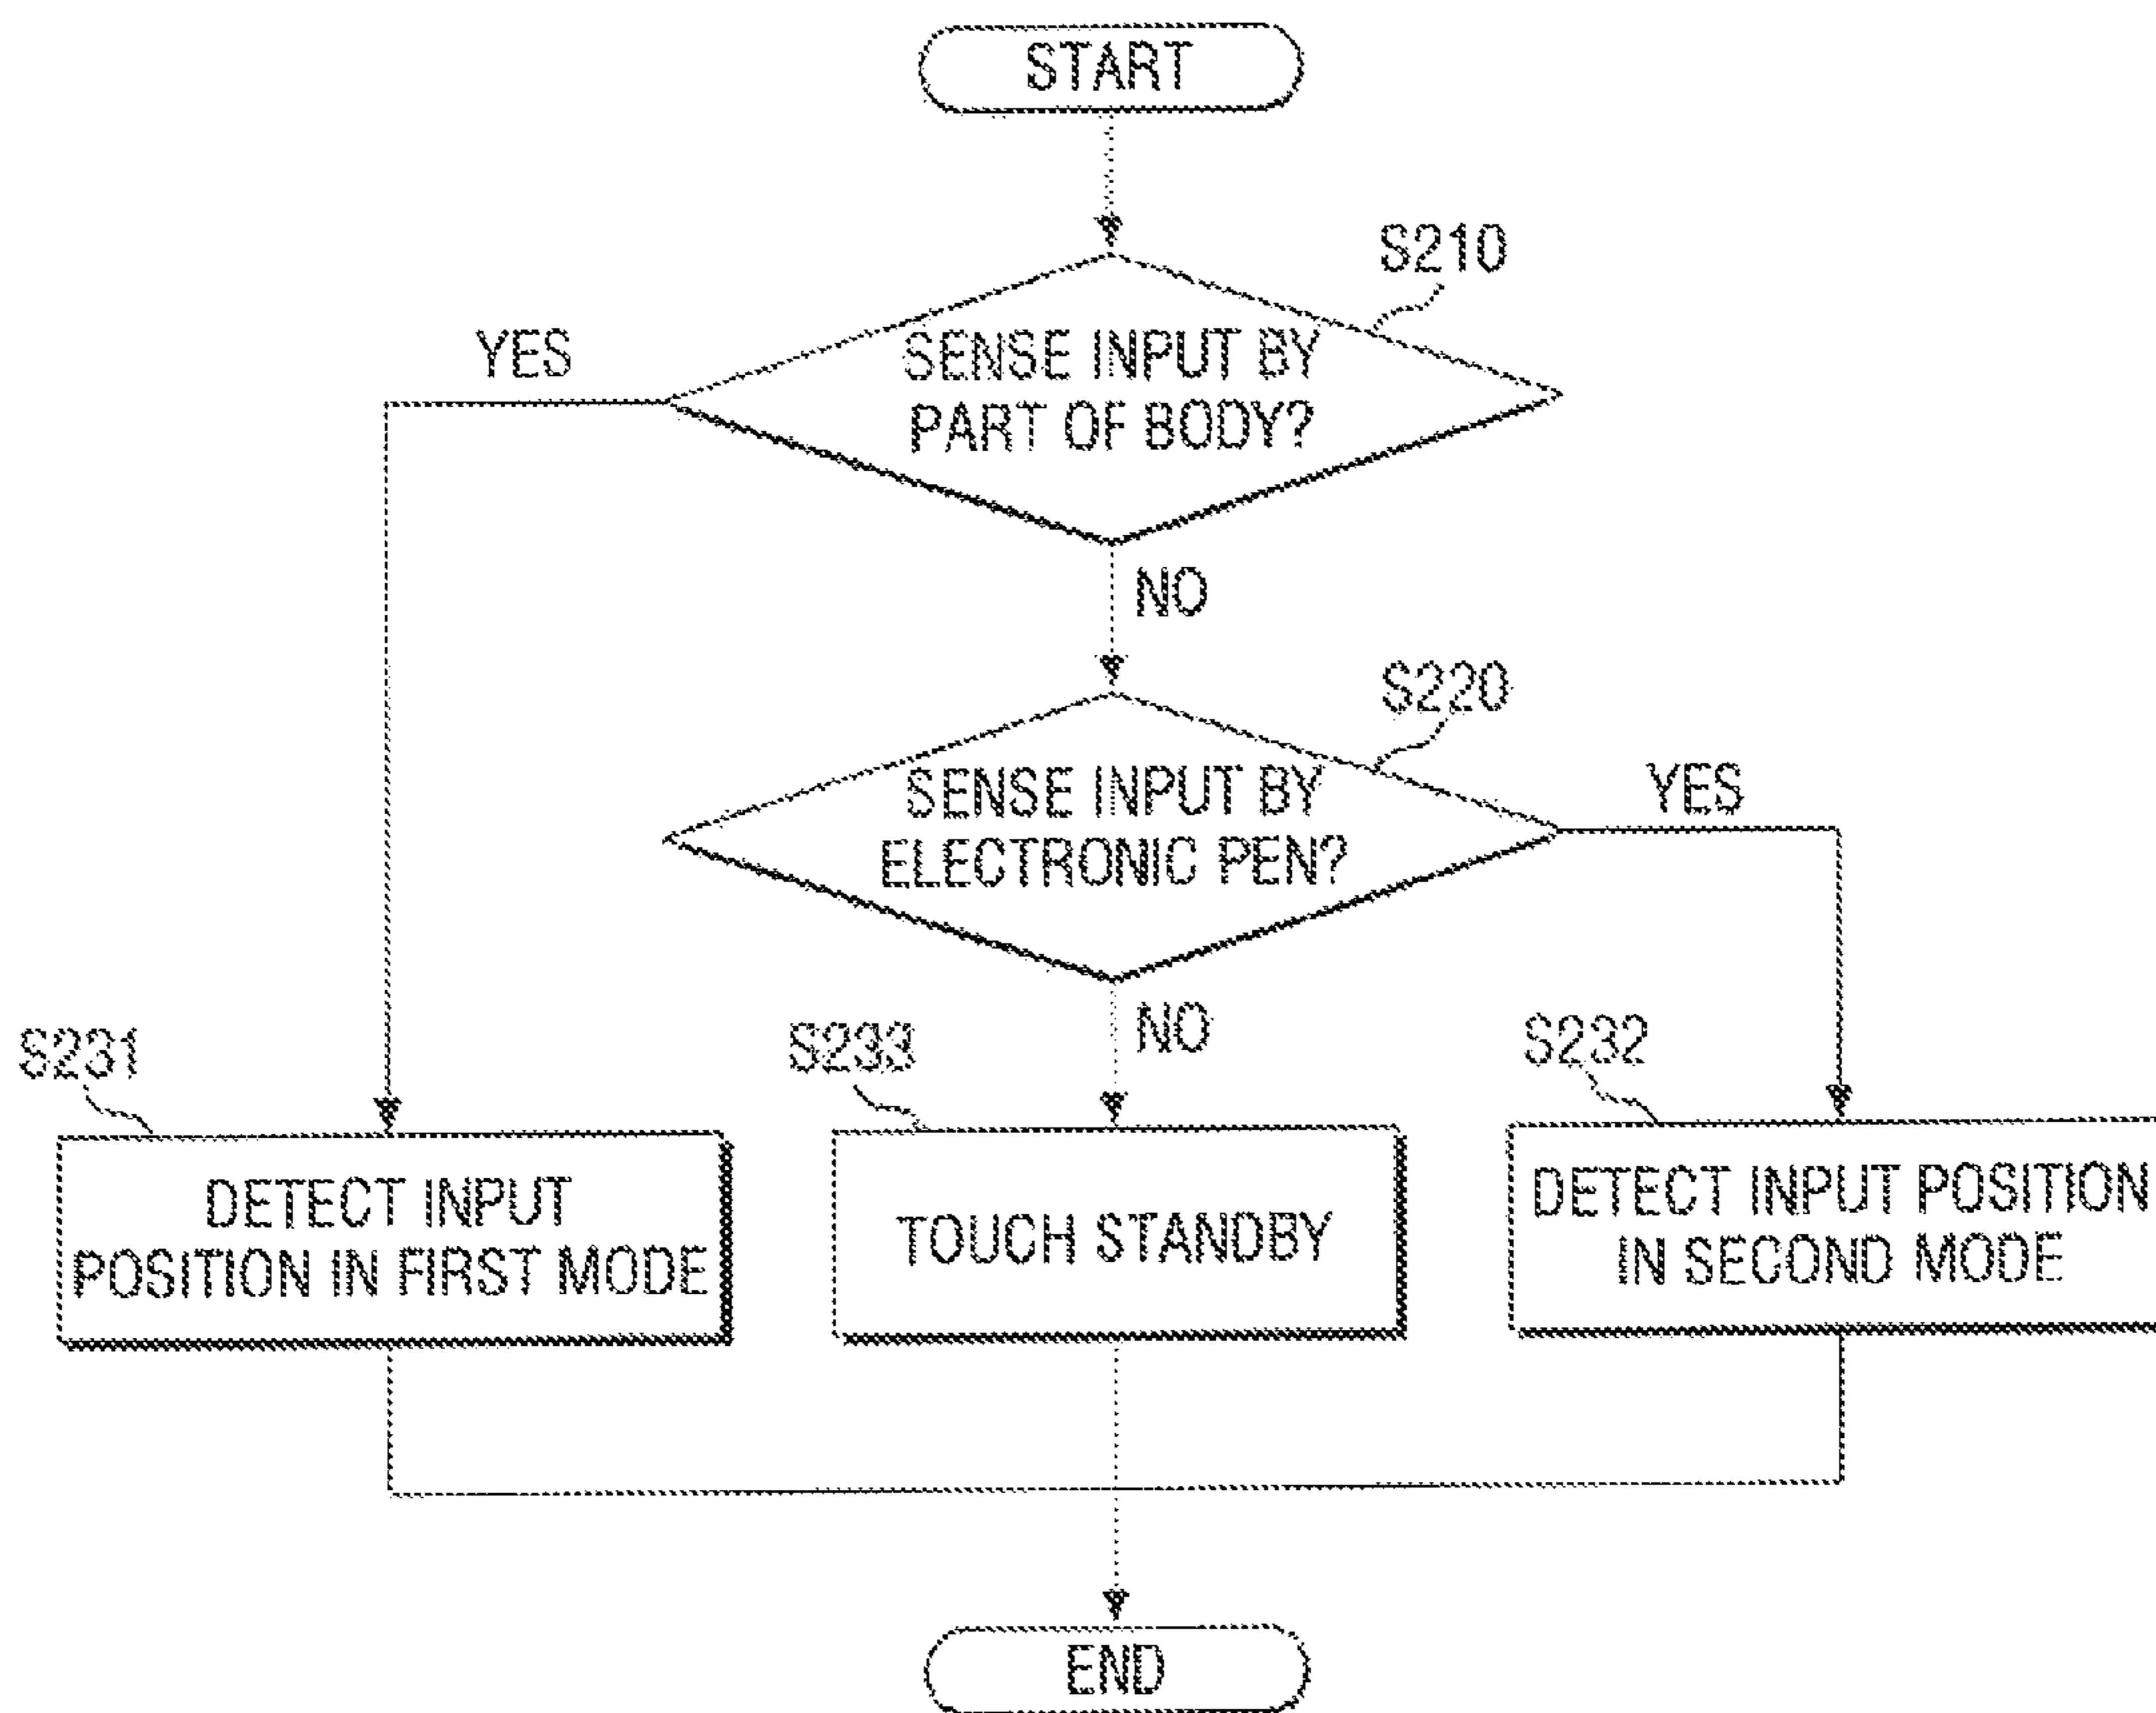 START
S210
YES
SENSE INPUT BY
PART OF BODY?
NO
S220
SENSE INPUT BY
ELECTRONIC PEN?
YES
NO
S231
S233
S232
DETECT INPUT
POSITION IN FIRST MODE
TOUCH STANDBY
DETECT INPUT POSITION
IN SECOND MODE
END